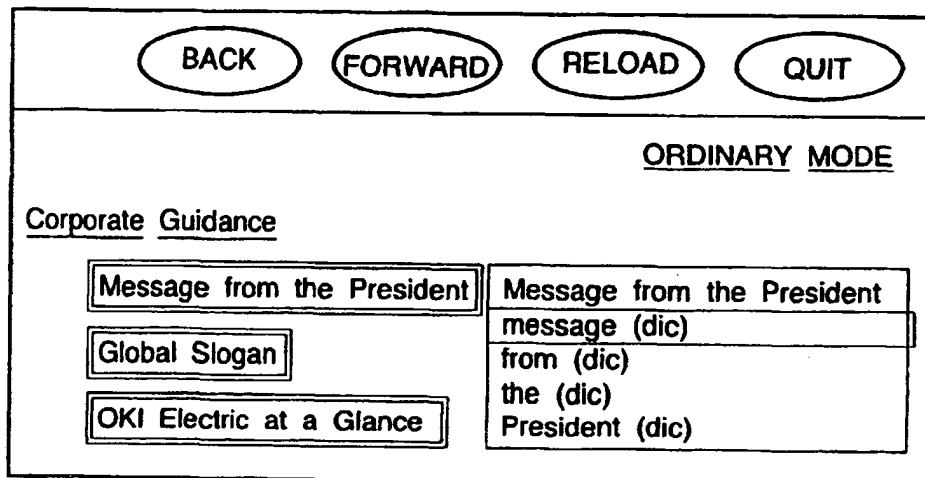 BACK FORWARD RELOAD QUIT
ORDINARY MODE
Corporate Guidance
Message from the President
Global Slogan
OKI Electric at a Glance
Message from the President
message (dic)
from (dic)
the (dic)
President (dic)